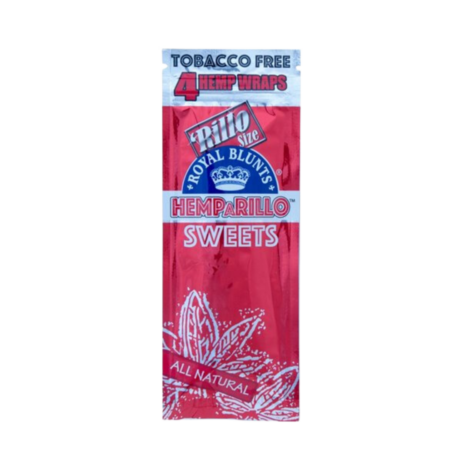 TOBACCO FREE
4 HEMP WRAPS
'Rillo
Size
ROYAL BLUNTS
HEMPARILLO™
SWEETS
ALL NATURAL